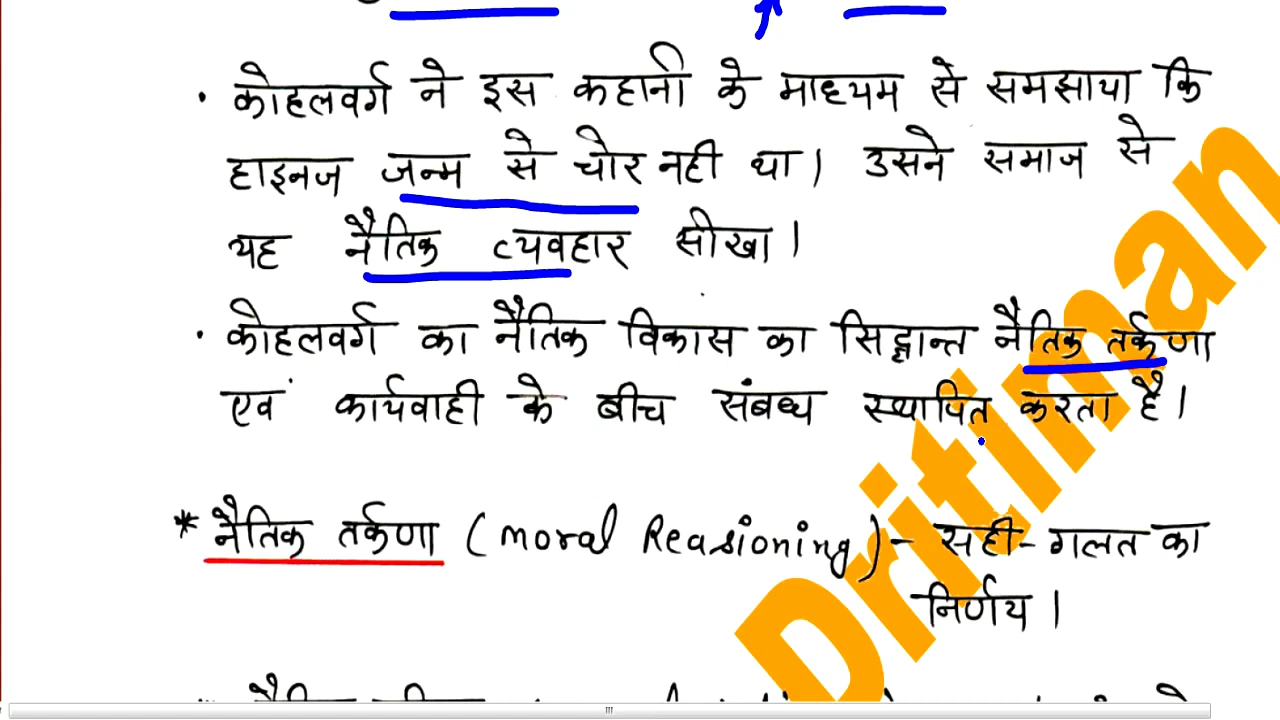 • कोहलवर्ग ने इस कहानी के माध्यम से समझाया कि
हाइनज जन्म से चोर नही था। उसने समाज से
यह नैतिक व्यवहार सीखा।
• कोहलवर्ग का नैतिक विकास का सिद्धान्त नैतिक तर्कणा
एवं कार्यवाही के बीच संबध स्थापित करता है।
* नैतिक तर्कणा (Moral Reasioning) - सही - गलत का
निर्णय।
Dritiman